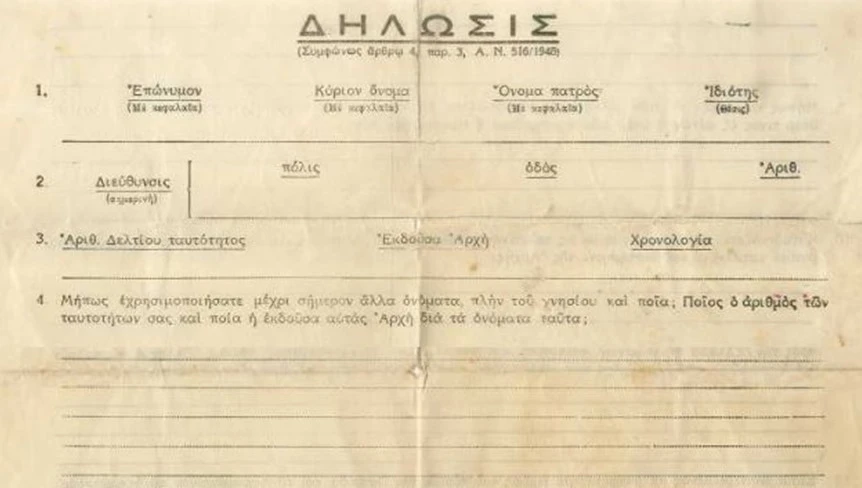 ΔΗΛΩΣΙΣ
(Συμφώνως ἄρθρῳ 4, παρ. 3, Α. Ν. 516/1948)
1. Ἐπώνυμον Κύριον ὄνομα Ὄνομα πατρὸς Ἰδιότης
(Μὲ κεφαλαῖα) (Μὲ κεφαλαῖα) (Μὲ κεφαλαῖα) (θέσις)
2. πόλις ὁδὸς Ἀριθ.
Διεύθυνσις
(σημερινὴ)
3. Ἀριθ. Δελτίου ταυτότητος Ἐκδοῦσα Ἀρχὴ Χρονολογία
4. Μήπως ἐχρησιμοποιήσατε μέχρι σήμερον ἄλλα ὀνόματα, πλὴν τοῦ γνησίου καὶ ποῖα; Ποῖος ὁ ἀριθμὸς τῶν
ταυτοτήτων σας καὶ ποία ἡ ἐκδοῦσα αὐτὰς Ἀρχὴ διὰ τὰ ὀνόματα ταῦτα;